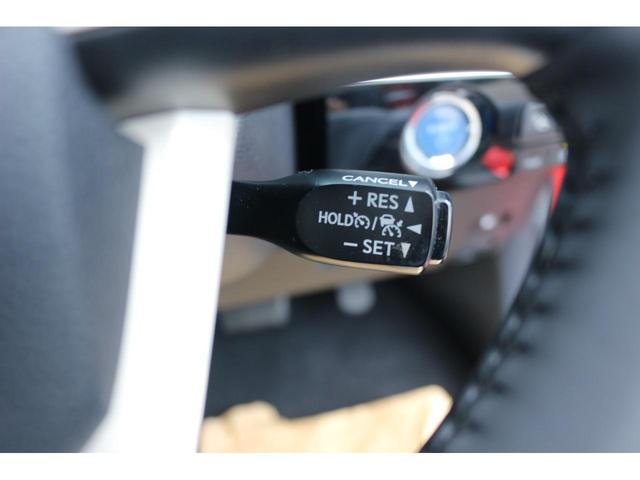 CANCEL▼
+ RES ▲
HOLD / ◀
− SET ▼